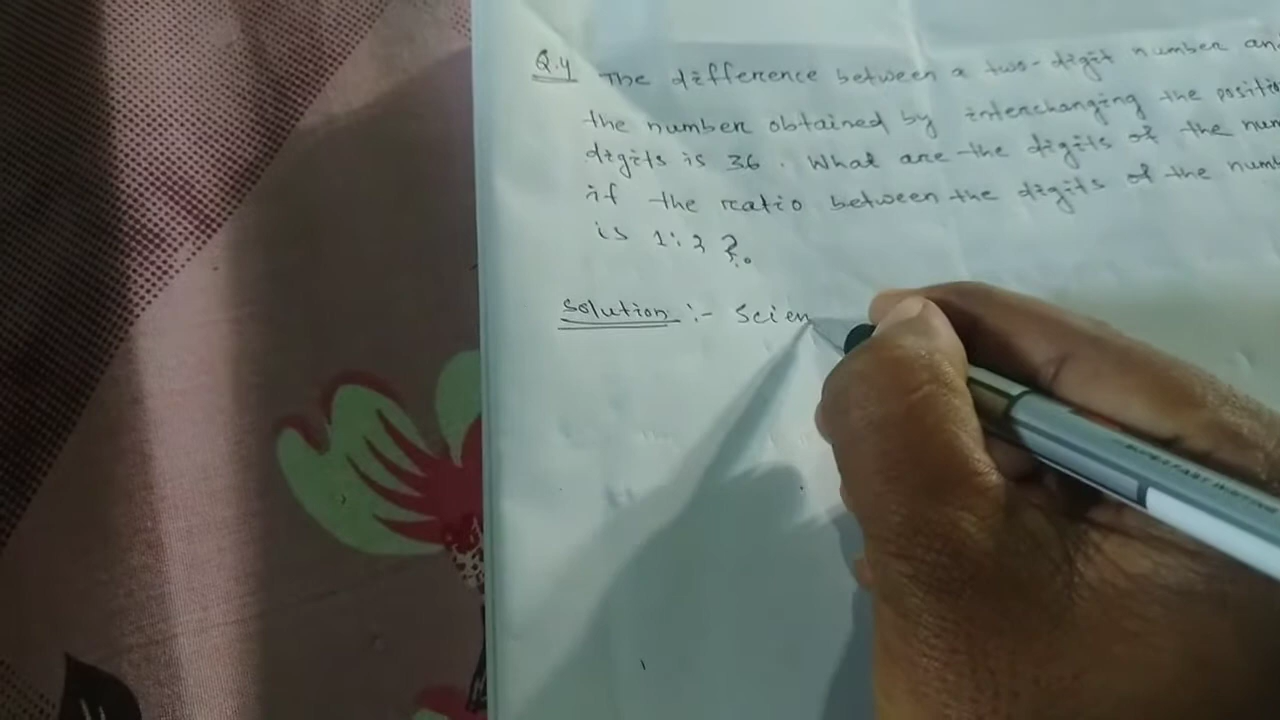 Q.4 The difference between a two-digit number an
the number obtained by interchanging the positio
digits is 36. What are the digits of the num
if the ratio between the digits of the numb
is 1:2 ?.
Solution :- Scien